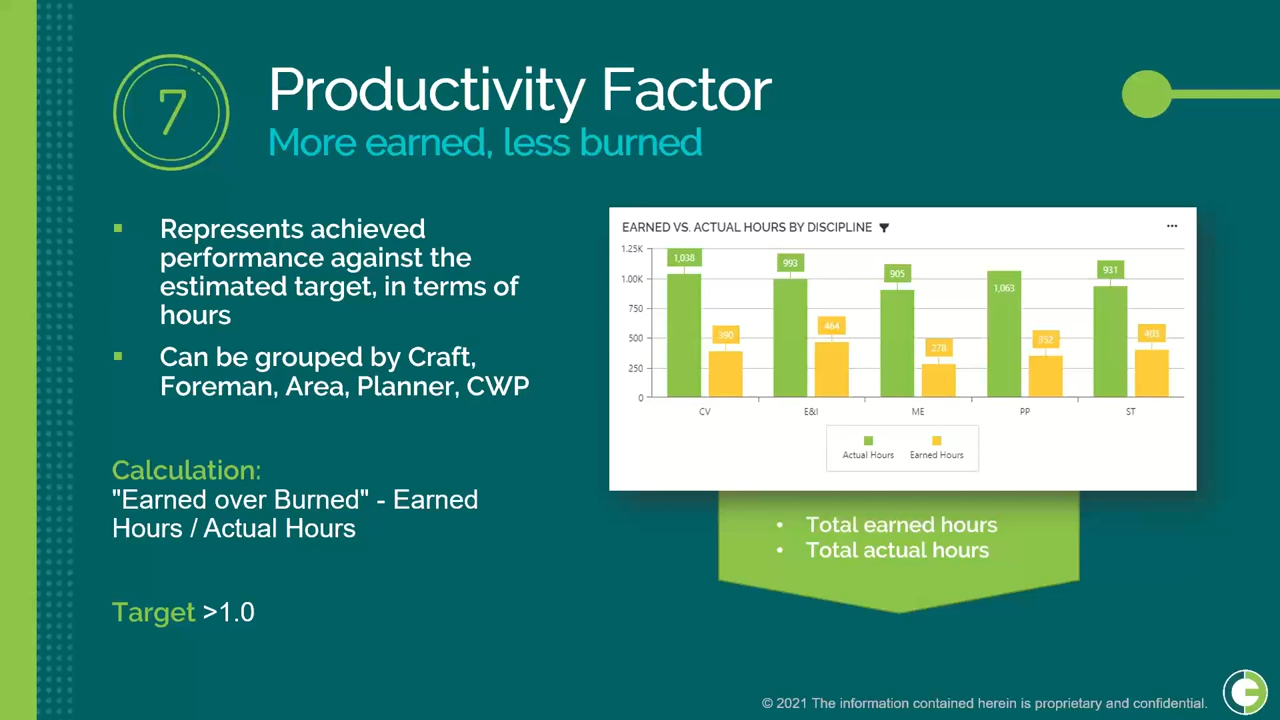 7
Productivity Factor
More earned, less burned
▪ Represents achieved
performance against the
estimated target, in terms of
hours
▪ Can be grouped by Craft,
Foreman, Area, Planner, CWP
Calculation:
"Earned over Burned" - Earned
Hours / Actual Hours
Target >1.0
EARNED VS. ACTUAL HOURS BY DISCIPLINE
1.25K
1.00K
750
500
250
0
1,038
390
993
464
905
278
1,063
352
931
403
CV
E&I
ME
PP
ST
Actual Hours
Earned Hours
• Total earned hours
• Total actual hours
© 2021 The information contained herein is proprietary and confidential.